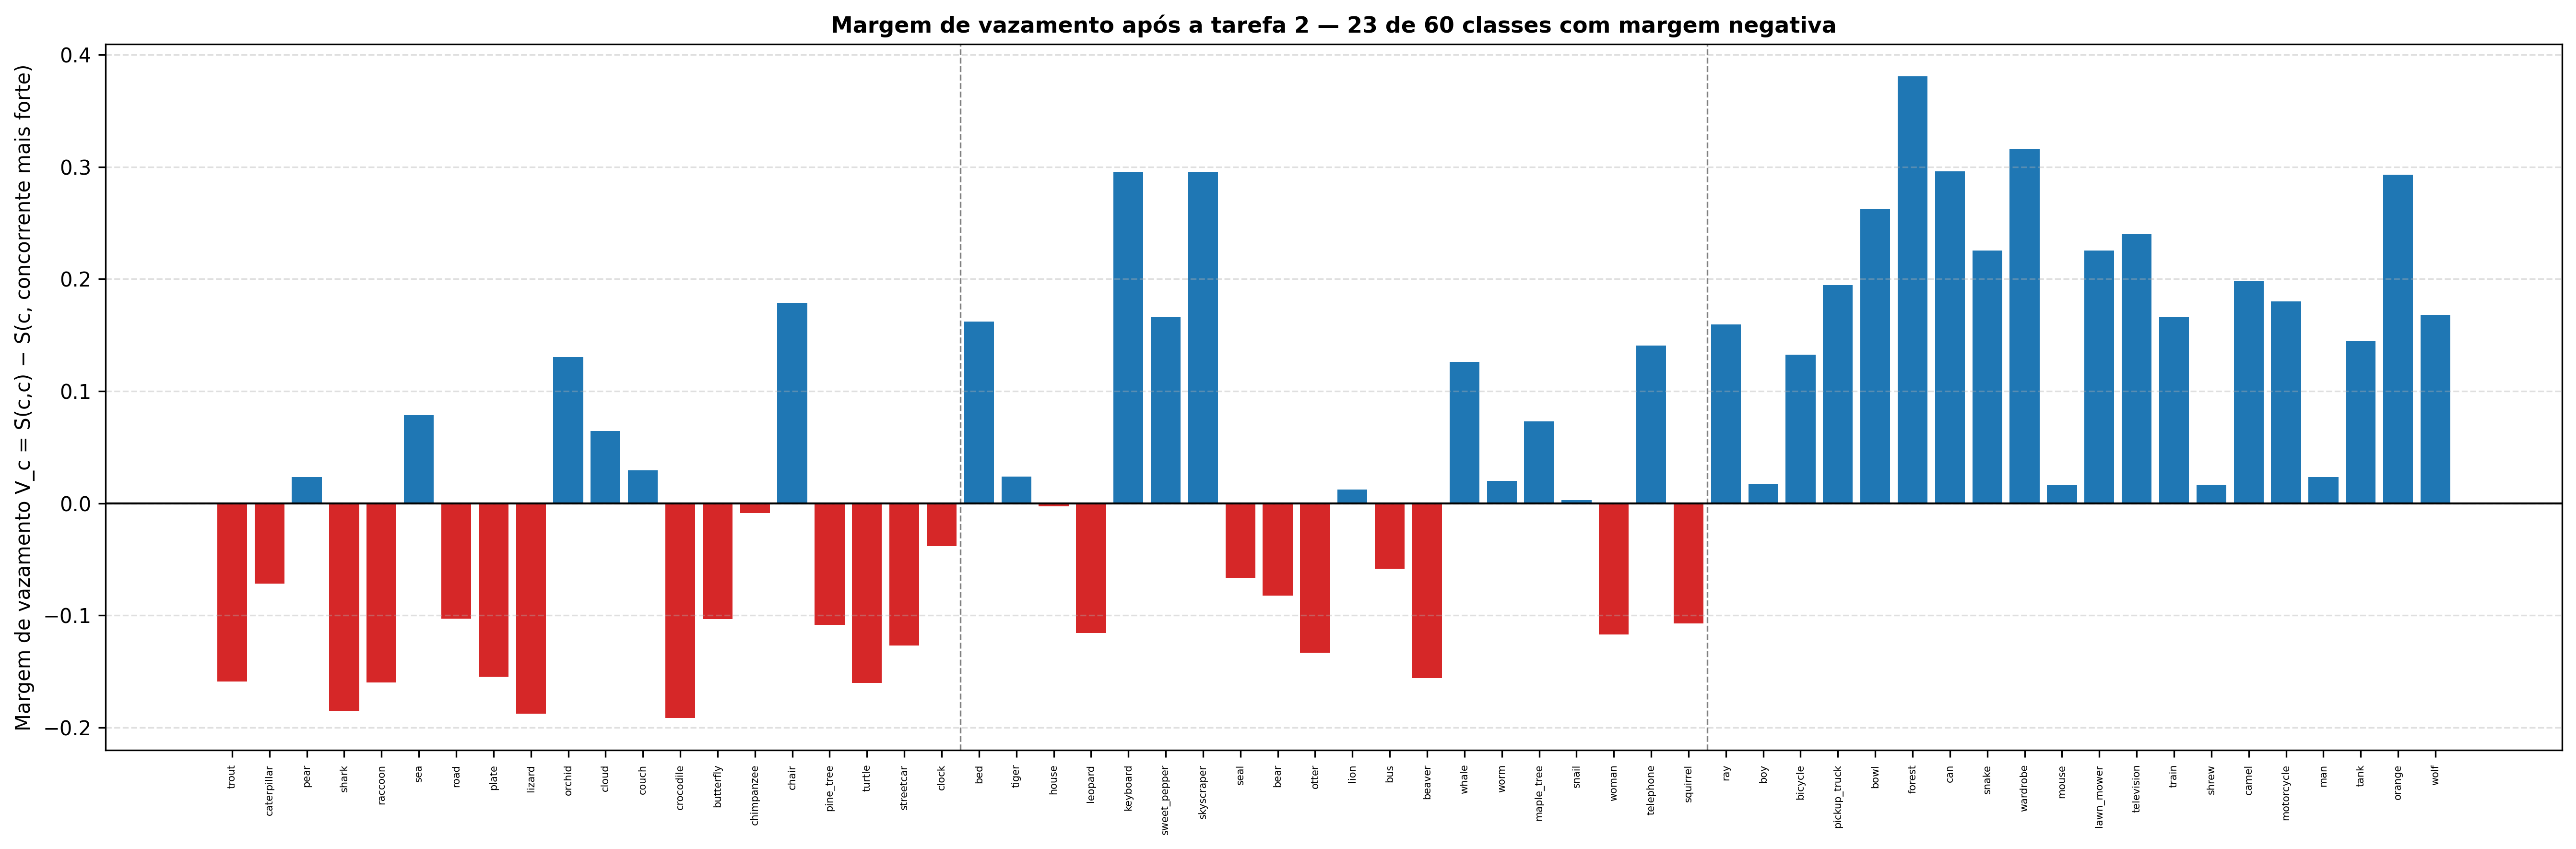 Margem de vazamento após a tarefa 2 — 23 de 60 classes com margem negativa
Margem de vazamento V_c = S(c,c) − S(c, concorrente mais forte)
0.4
0.3
0.2
0.1
0.0
−0.1
−0.2
trout
caterpillar
pear
shark
raccoon
sea
road
plate
lizard
orchid
cloud
couch
crocodile
butterfly
chimpanzee
chair
pine_tree
turtle
streetcar
clock
bed
tiger
house
leopard
keyboard
sweet_pepper
skyscraper
seal
bear
otter
lion
bus
beaver
whale
worm
maple_tree
snail
woman
telephone
squirrel
ray
boy
bicycle
pickup_truck
bowl
forest
can
snake
wardrobe
mouse
lawn_mower
television
train
shrew
camel
motorcycle
man
tank
orange
wolf